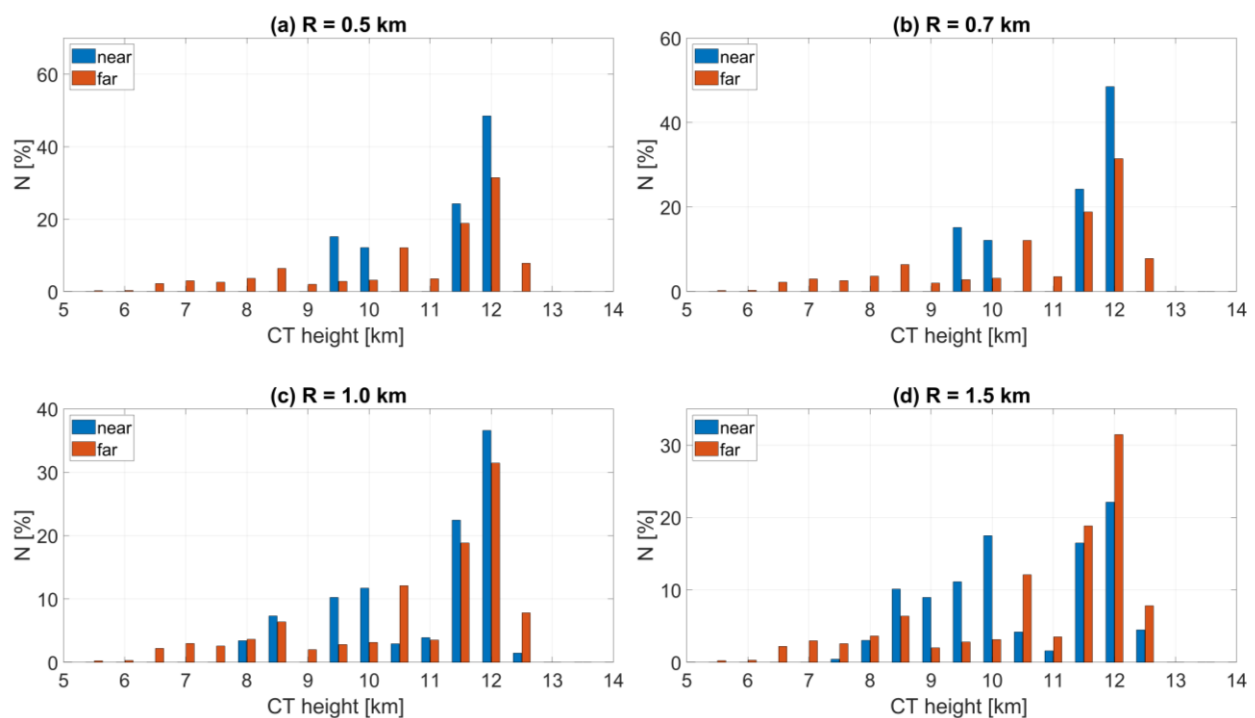 (a) R = 0.5 km
near
far
N [%]
60
40
20
0
5 6 7 8 9 10 11 12 13 14
CT height [km]
(b) R = 0.7 km
near
far
N [%]
60
40
20
0
5 6 7 8 9 10 11 12 13 14
CT height [km]
(c) R = 1.0 km
near
far
N [%]
40
30
20
10
0
5 6 7 8 9 10 11 12 13 14
CT height [km]
(d) R = 1.5 km
near
far
N [%]
30
20
10
0
5 6 7 8 9 10 11 12 13 14
CT height [km]